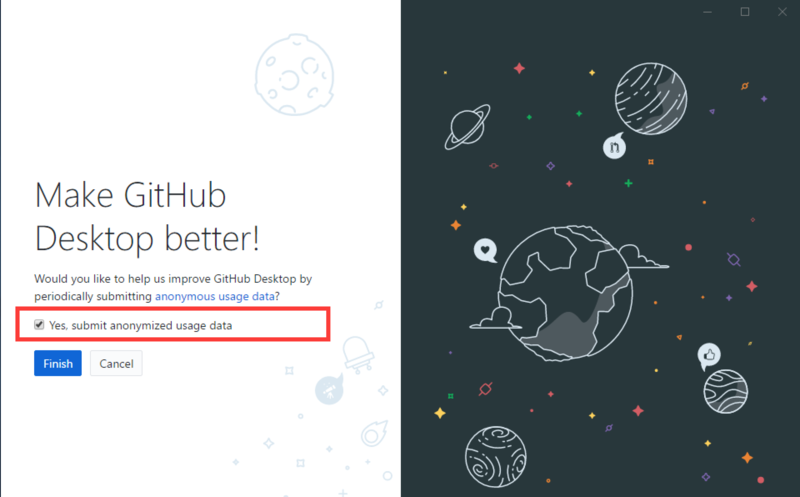 Make GitHub
Desktop better!
Would you like to help us improve GitHub Desktop by
periodically submitting anonymous usage data?
Yes, submit anonymized usage data
Finish Cancel